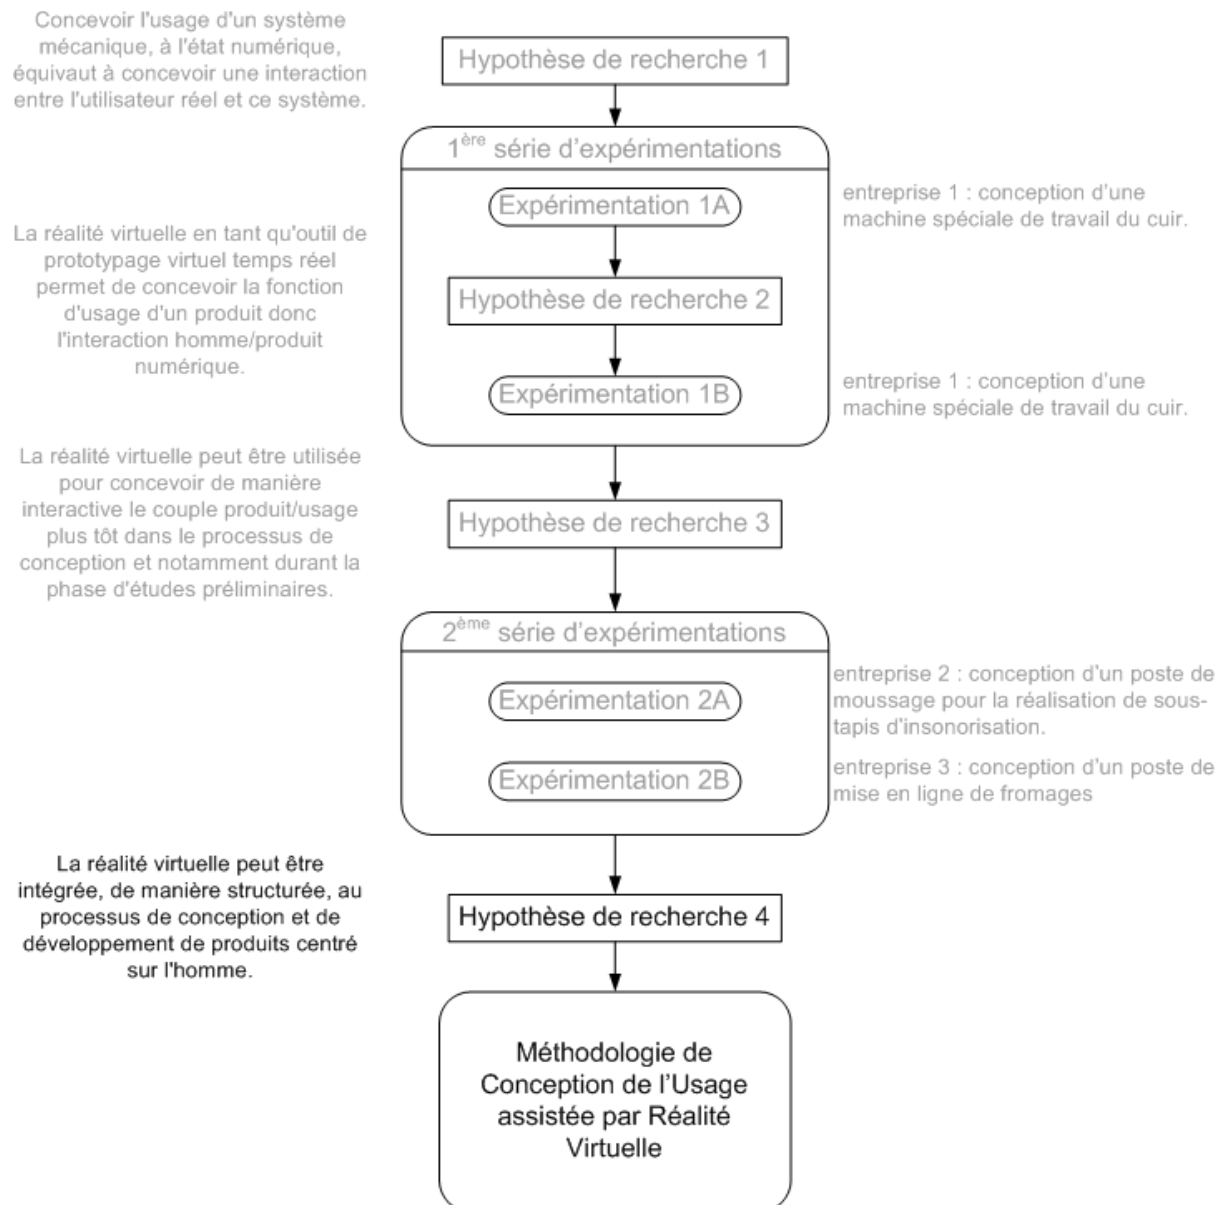 Concevoir l'usage d'un système
mécanique, à l'état numérique,
équivaut à concevoir une interaction
entre l'utilisateur réel et ce système.
Hypothèse de recherche 1
1ère série d'expérimentations
Expérimentation 1A
entreprise 1 : conception d'une
machine spéciale de travail du cuir.
La réalité virtuelle en tant qu'outil de
prototypage virtuel temps réel
permet de concevoir la fonction
d'usage d'un produit donc
l'interaction homme/produit
numérique.
Hypothèse de recherche 2
Expérimentation 1B
entreprise 1 : conception d'une
machine spéciale de travail du cuir.
La réalité virtuelle peut être utilisée
pour concevoir de manière
interactive le couple produit/usage
plus tôt dans le processus de
conception et notamment durant la
phase d'études préliminaires.
Hypothèse de recherche 3
2ème série d'expérimentations
Expérimentation 2A
entreprise 2 : conception d'un poste de
moussage pour la réalisation de sous-
tapis d'insonorisation.
Expérimentation 2B
entreprise 3 : conception d'un poste de
mise en ligne de fromages
La réalité virtuelle peut être
intégrée, de manière structurée, au
processus de conception et de
développement de produits centré
sur l'homme.
Hypothèse de recherche 4
Méthodologie de
Conception de l'Usage
assistée par Réalité
Virtuelle